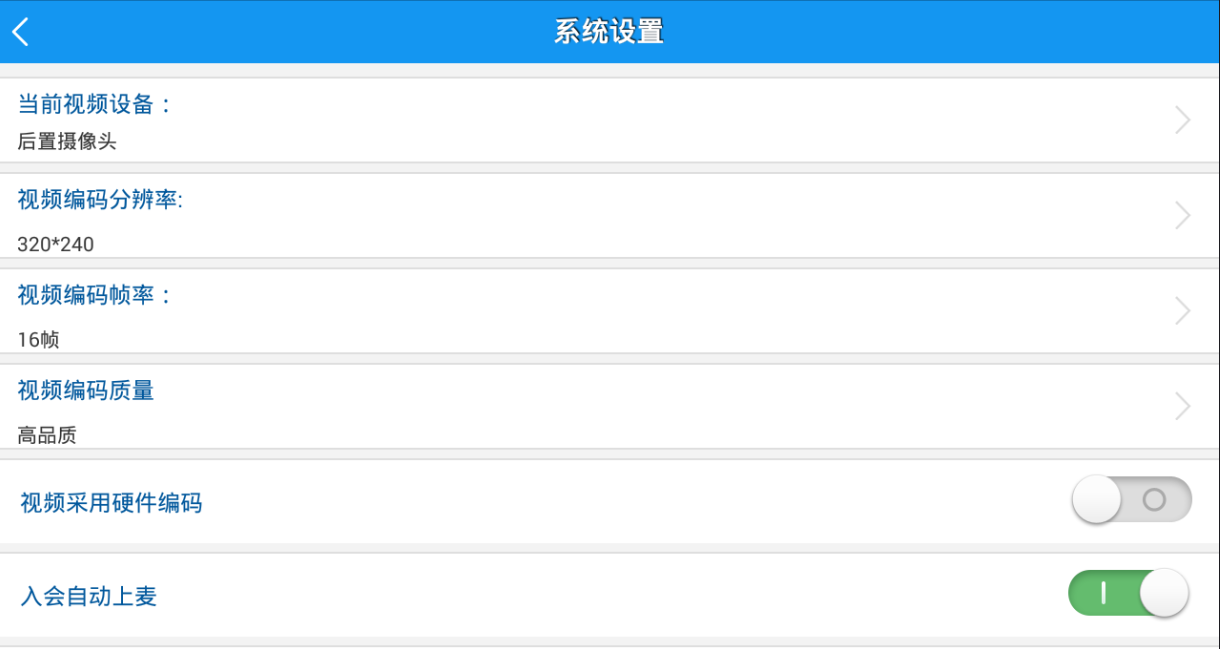 系统设置
当前视频设备：
后置摄像头
视频编码分辨率:
320*240
视频编码帧率：
16帧
视频编码质量
高品质
视频采用硬件编码
入会自动上麦